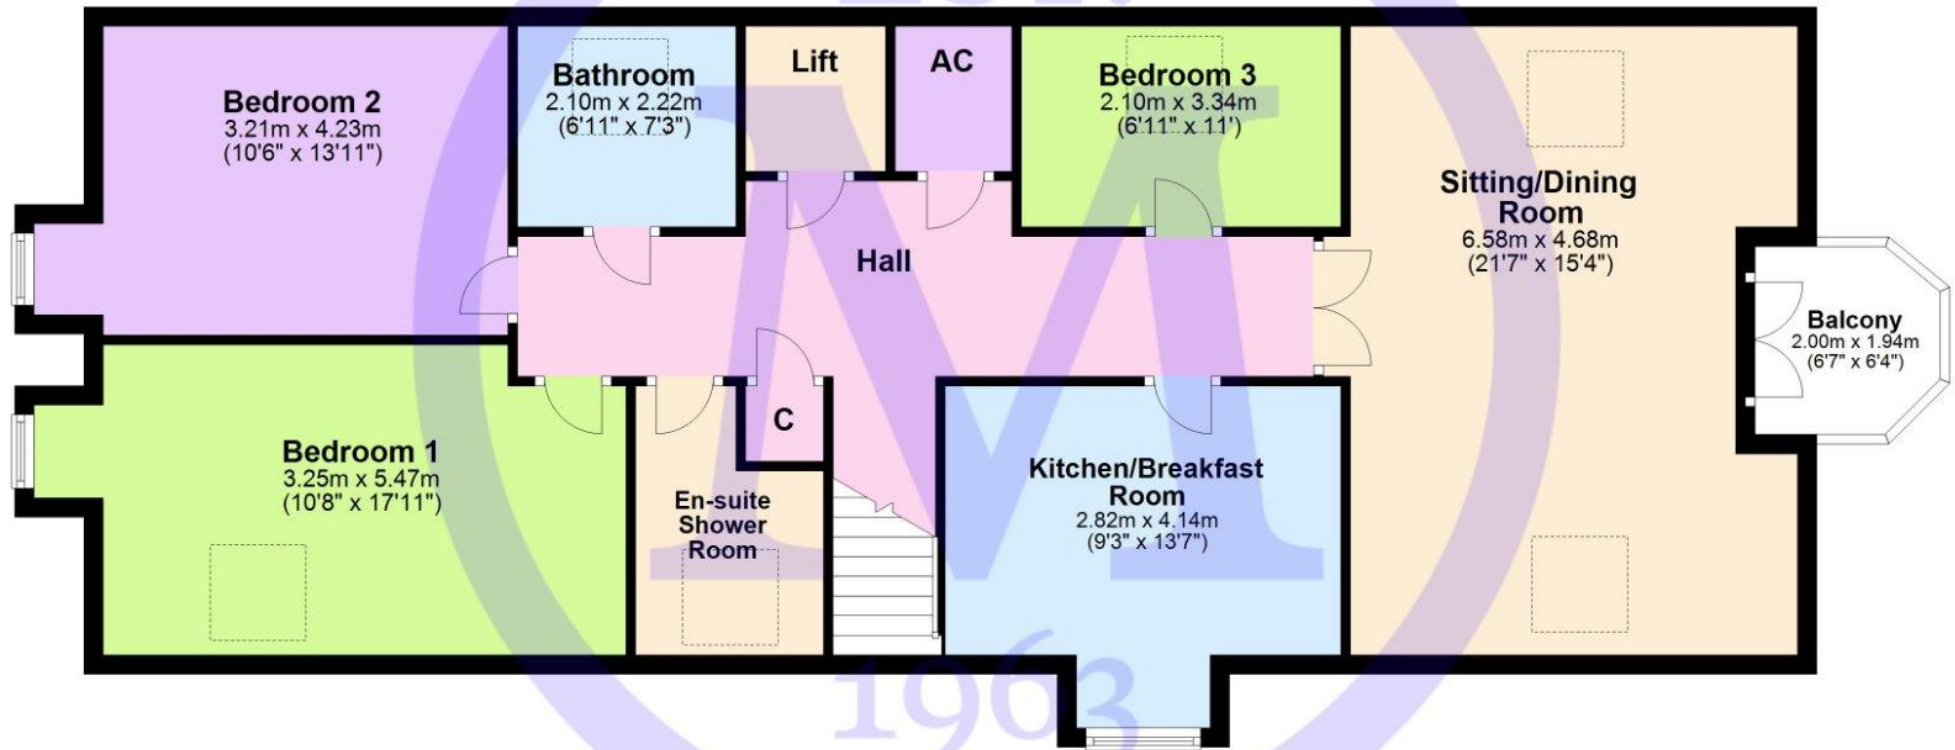 Bedroom 2
3.21m x 4.23m
(10'6" x 13'11")
Bathroom
2.10m x 2.22m
(6'11" x 7'3")
Lift
AC
Bedroom 3
2.10m x 3.34m
(6'11" x 11')
Sitting/Dining
Room
6.58m x 4.68m
(21'7" x 15'4")
Hall
Balcony
2.00m x 1.94m
(6'7" x 6'4")
Bedroom 1
3.25m x 5.47m
(10'8" x 17'11")
C
En-suite
Shower
Room
Kitchen/Breakfast
Room
2.82m x 4.14m
(9'3" x 13'7")
M
1963